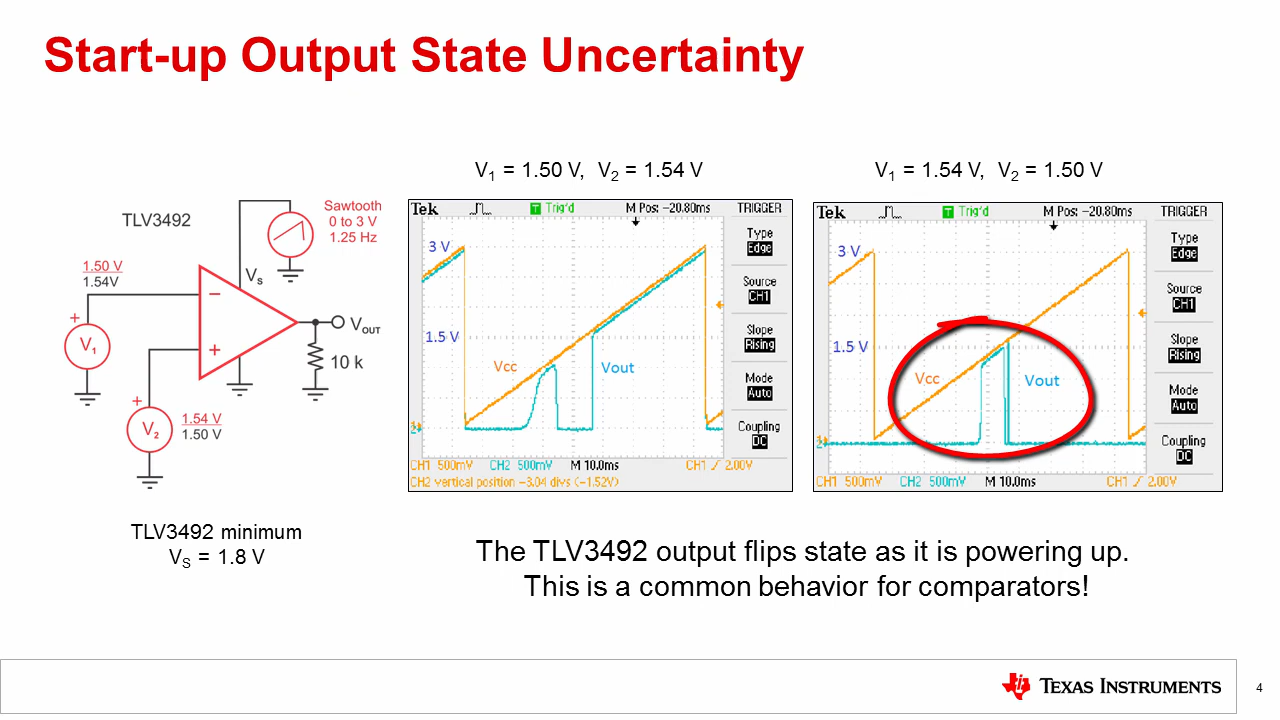 Start-up Output State Uncertainty
V1 = 1.50 V, V2 = 1.54 V
V1 = 1.54 V, V2 = 1.50 V
TLV3492
Sawtooth
0 to 3 V
1.25 Hz
1.50 V
1.54V
VS
+
V1
−
+
VOUT
10 k
+
V2
1.54 V
1.50 V
TLV3492 minimum
VS = 1.8 V
Tek T Trig'd M Pos: -20.80ms TRIGGER
3 V
1.5 V
Vcc
Vout
Type
Edge
Source
CH1
Slope
Rising
Mode
Auto
Coupling
DC
1
2
CH1 500mV CH2 500mV M 10.0ms CH1 / 2.00V
CH2 vertical position -3.04 divs (-1.52V)
Tek T Trig'd M Pos: -20.80ms TRIGGER
3 V
1.5 V
Vcc
Vout
Type
Edge
Source
CH1
Slope
Rising
Mode
Auto
Coupling
DC
1
2
CH1 500mV CH2 500mV M 10.0ms CH1 / 2.00V
The TLV3492 output flips state as it is powering up.
This is a common behavior for comparators!
TEXAS INSTRUMENTS
4